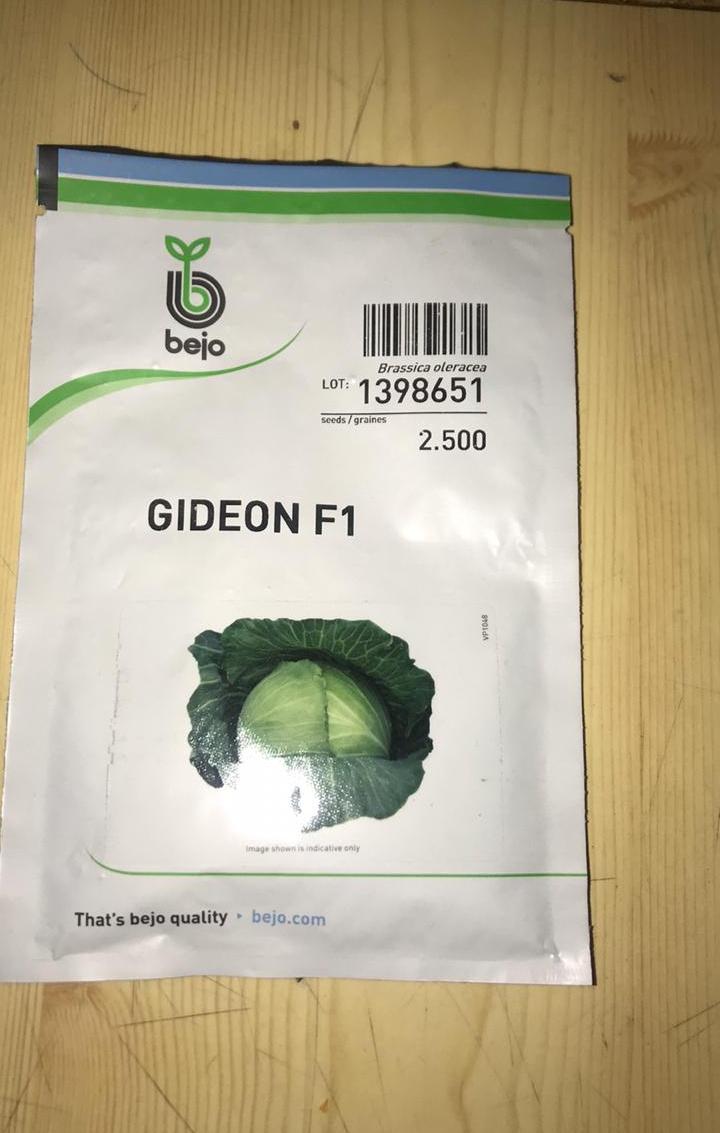 bejo
Brassica oleracea
LOT: 1398651
seeds / graines
2.500
GIDEON F1
VP1048
Image shown is indicative only
That's bejo quality ‣ bejo.com